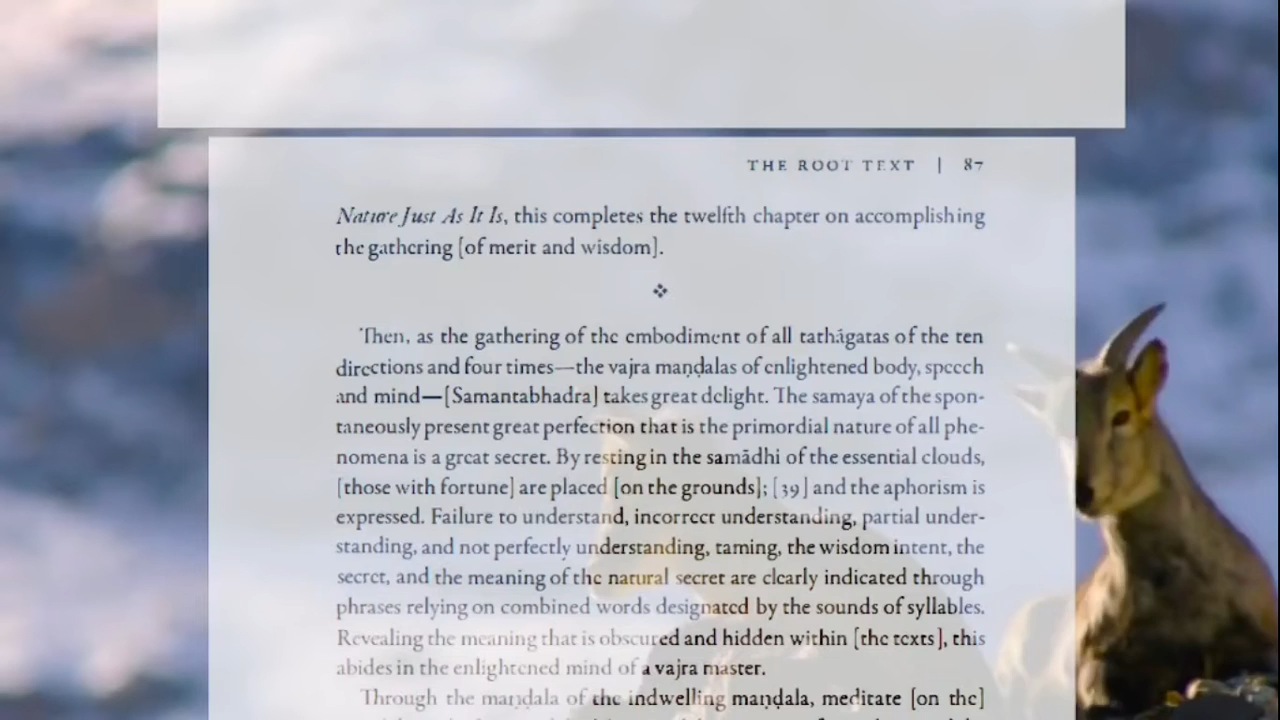 THE ROOT TEXT | 87
Nature Just As It Is, this completes the twelfth chapter on accomplishing
the gathering [of merit and wisdom].
Then, as the gathering of the embodiment of all tathāgatas of the ten
directions and four times—the vajra maṇḍalas of enlightened body, speech
and mind—[Samantabhadra] takes great delight. The samaya of the spon-
taneously present great perfection that is the primordial nature of all phe-
nomena is a great secret. By resting in the samādhi of the essential clouds,
[those with fortune] are placed [on the grounds]; [39] and the aphorism is
expressed. Failure to understand, incorrect understanding, partial under-
standing, and not perfectly understanding, taming, the wisdom intent, the
secret, and the meaning of the natural secret are clearly indicated through
phrases relying on combined words designated by the sounds of syllables.
Revealing the meaning that is obscured and hidden within [the texts], this
abides in the enlightened mind of a vajra master.
Through the maṇḍala of the indwelling maṇḍala, meditate [on the]